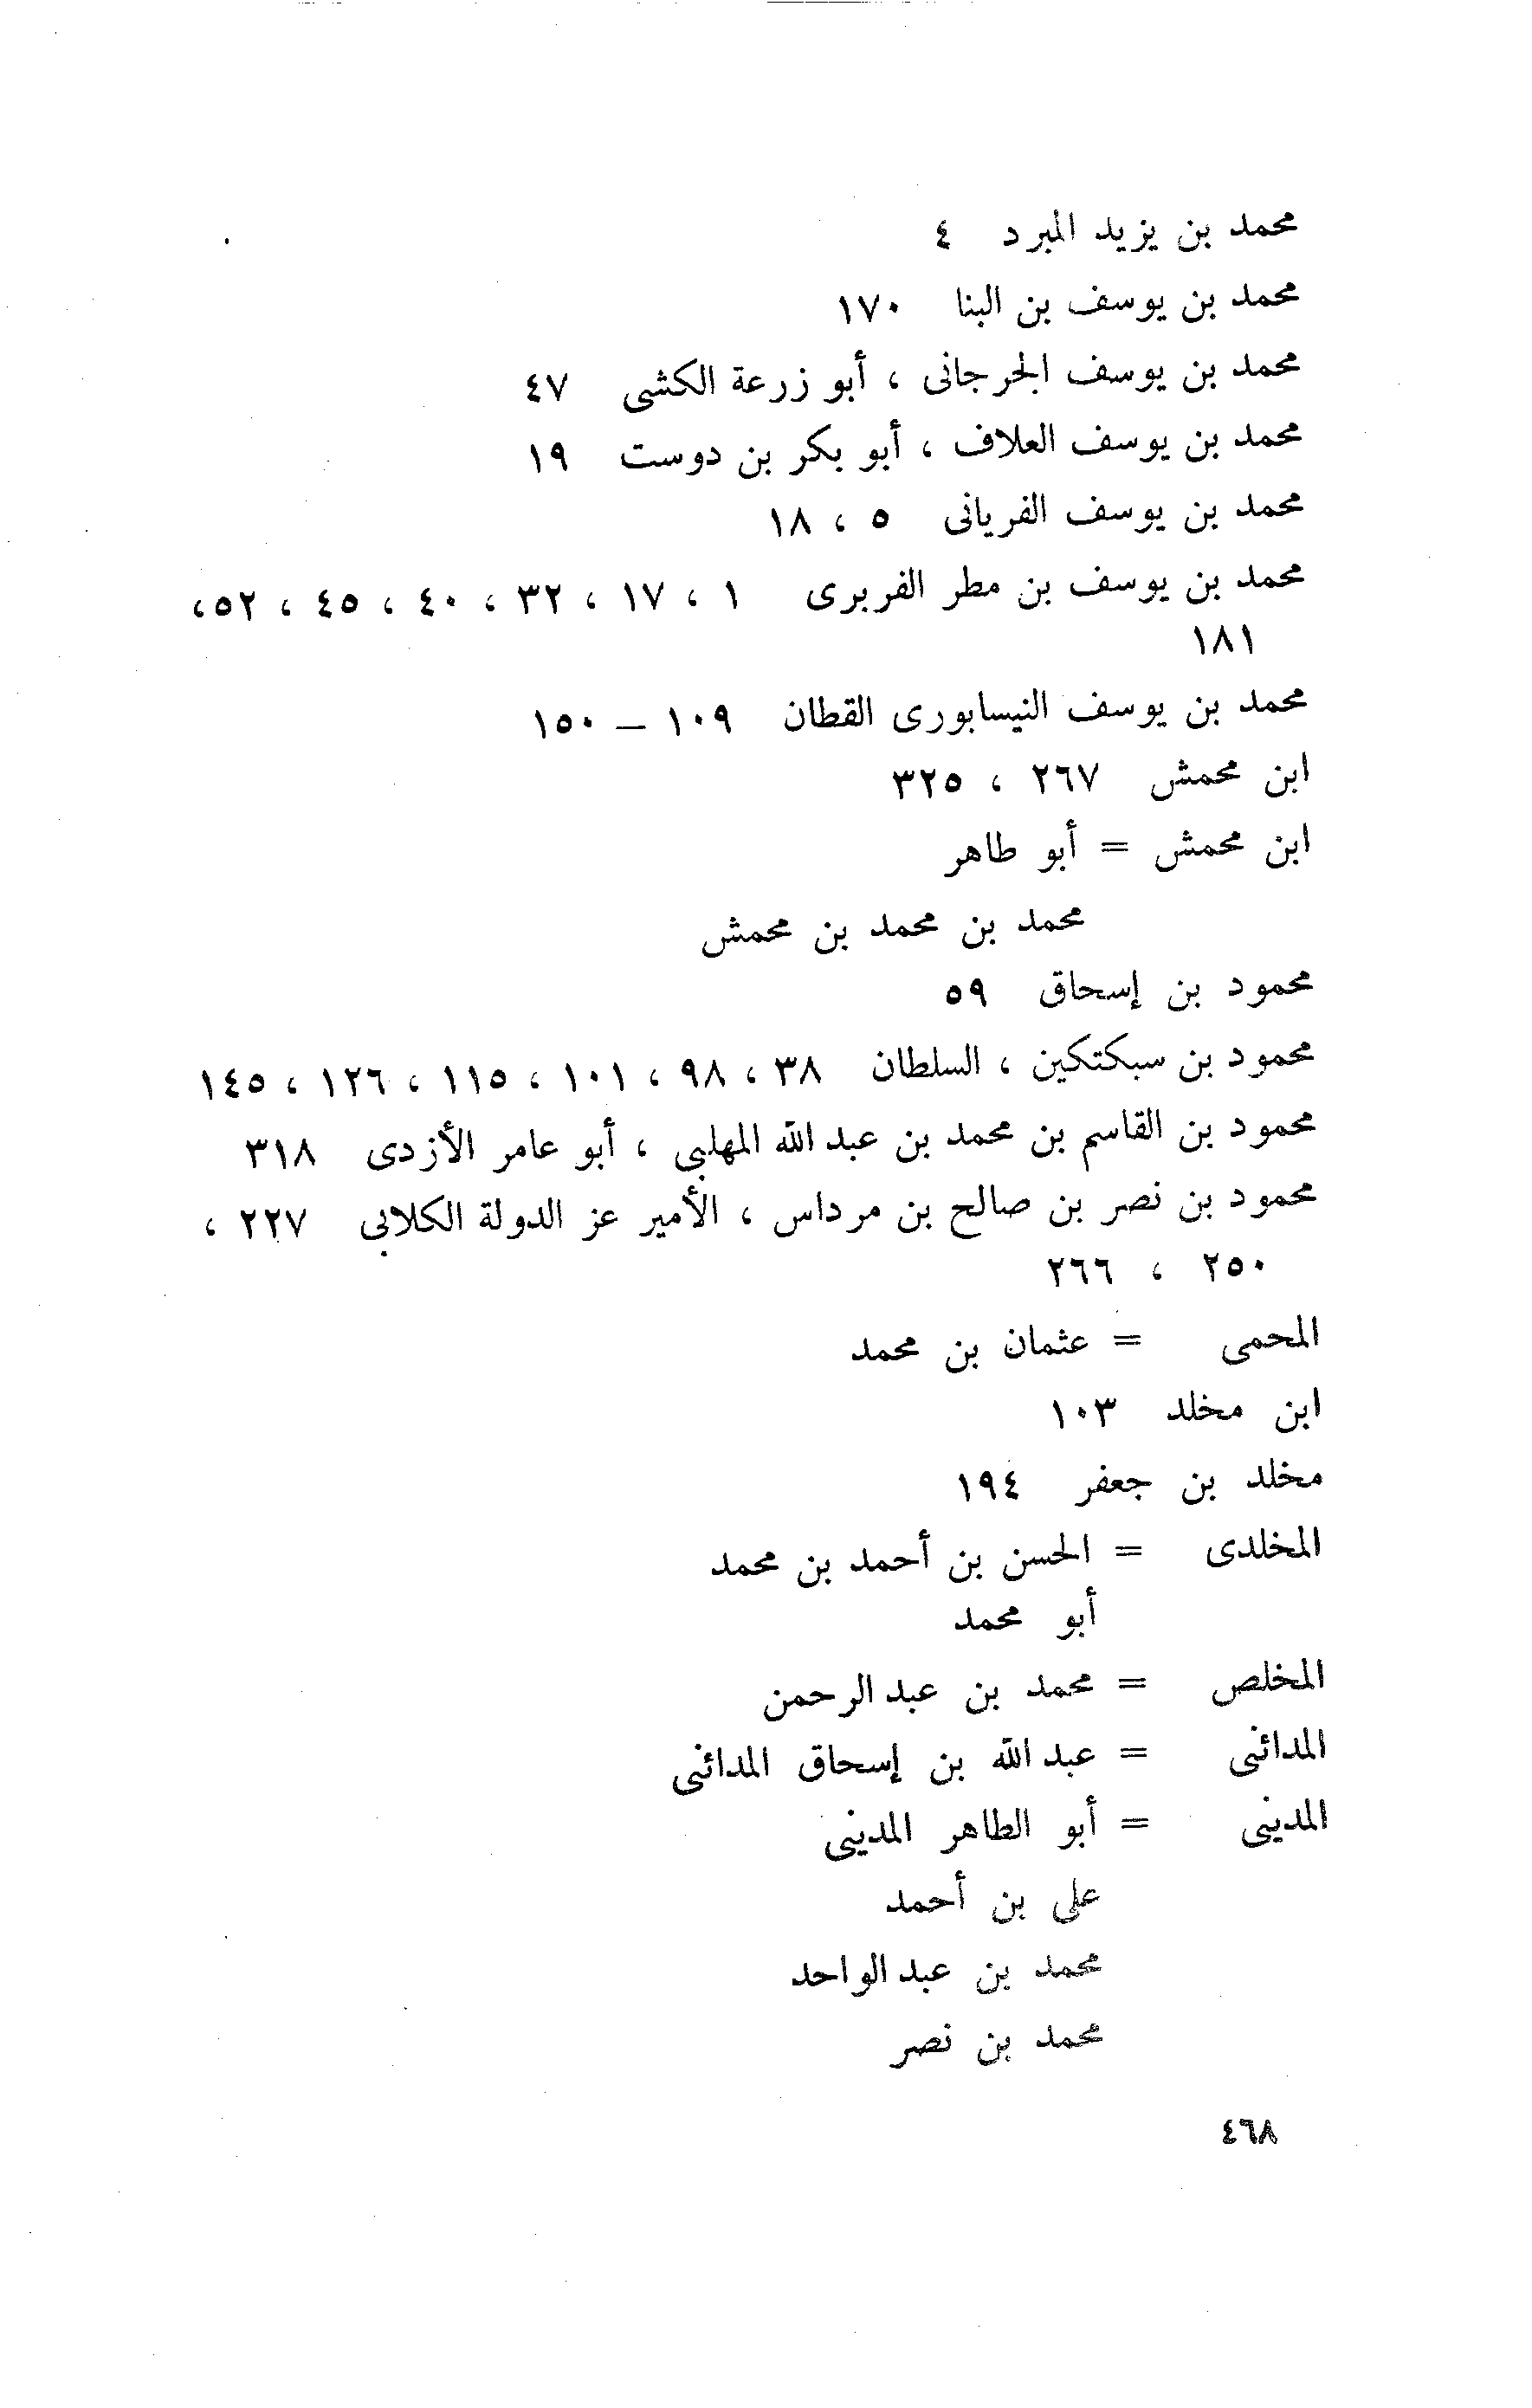 محمد بن يزيد المبرد ٤
محمد بن يوسف بن البنا ١٧٠
محمد بن يوسف الجرجانى ، أبو زرعة الكشى ٤٧
محمد بن يوسف العلاف ، أبو بكر بن دوست ١٩
محمد بن يوسف الفريانى ٥ ، ١٨
محمد بن يوسف بن مطر الفربرى ١ ، ١٧ ، ٣٢ ، ٤٠ ، ٤٥ ، ٥٢،
١٨١
محمد بن يوسف النيسابورى القطان ١٠٩ – ١٥٠
ابن محمش ٢٦٧ ، ٣٢٥
ابن محمش = أبو طاهر
محمد بن محمد بن محمش
محمود بن إسحاق ٥٩
محمود بن سبكتكين ، السلطان ٣٨ ، ٩٨ ، ١٠١ ، ١١٥ ، ١٢٦ ، ١٤٥
محمود بن القاسم بن محمد بن عبد الله المهلبى ، أبو عامر الأزدى ٣١٨
محمود بن نصر بن صالح بن مرداس ، الأمير عز الدولة الكلابى ٢٢٧ ،
٢٥٠ ، ٢٦٦
المحمى = عثمان بن محمد
ابن مخلد ١٠٣
مخلد بن جعفر ١٩٤
المخلدى = الحسن بن أحمد بن محمد
أبو محمد
المخلص = محمد بن عبد الرحمن
المدائنى = عبد الله بن إسحاق المدائنى
المدينى = أبو الطاهر المدينى
على بن أحمد
محمد بن عبد الواحد
محمد بن نصر
٤٦٨